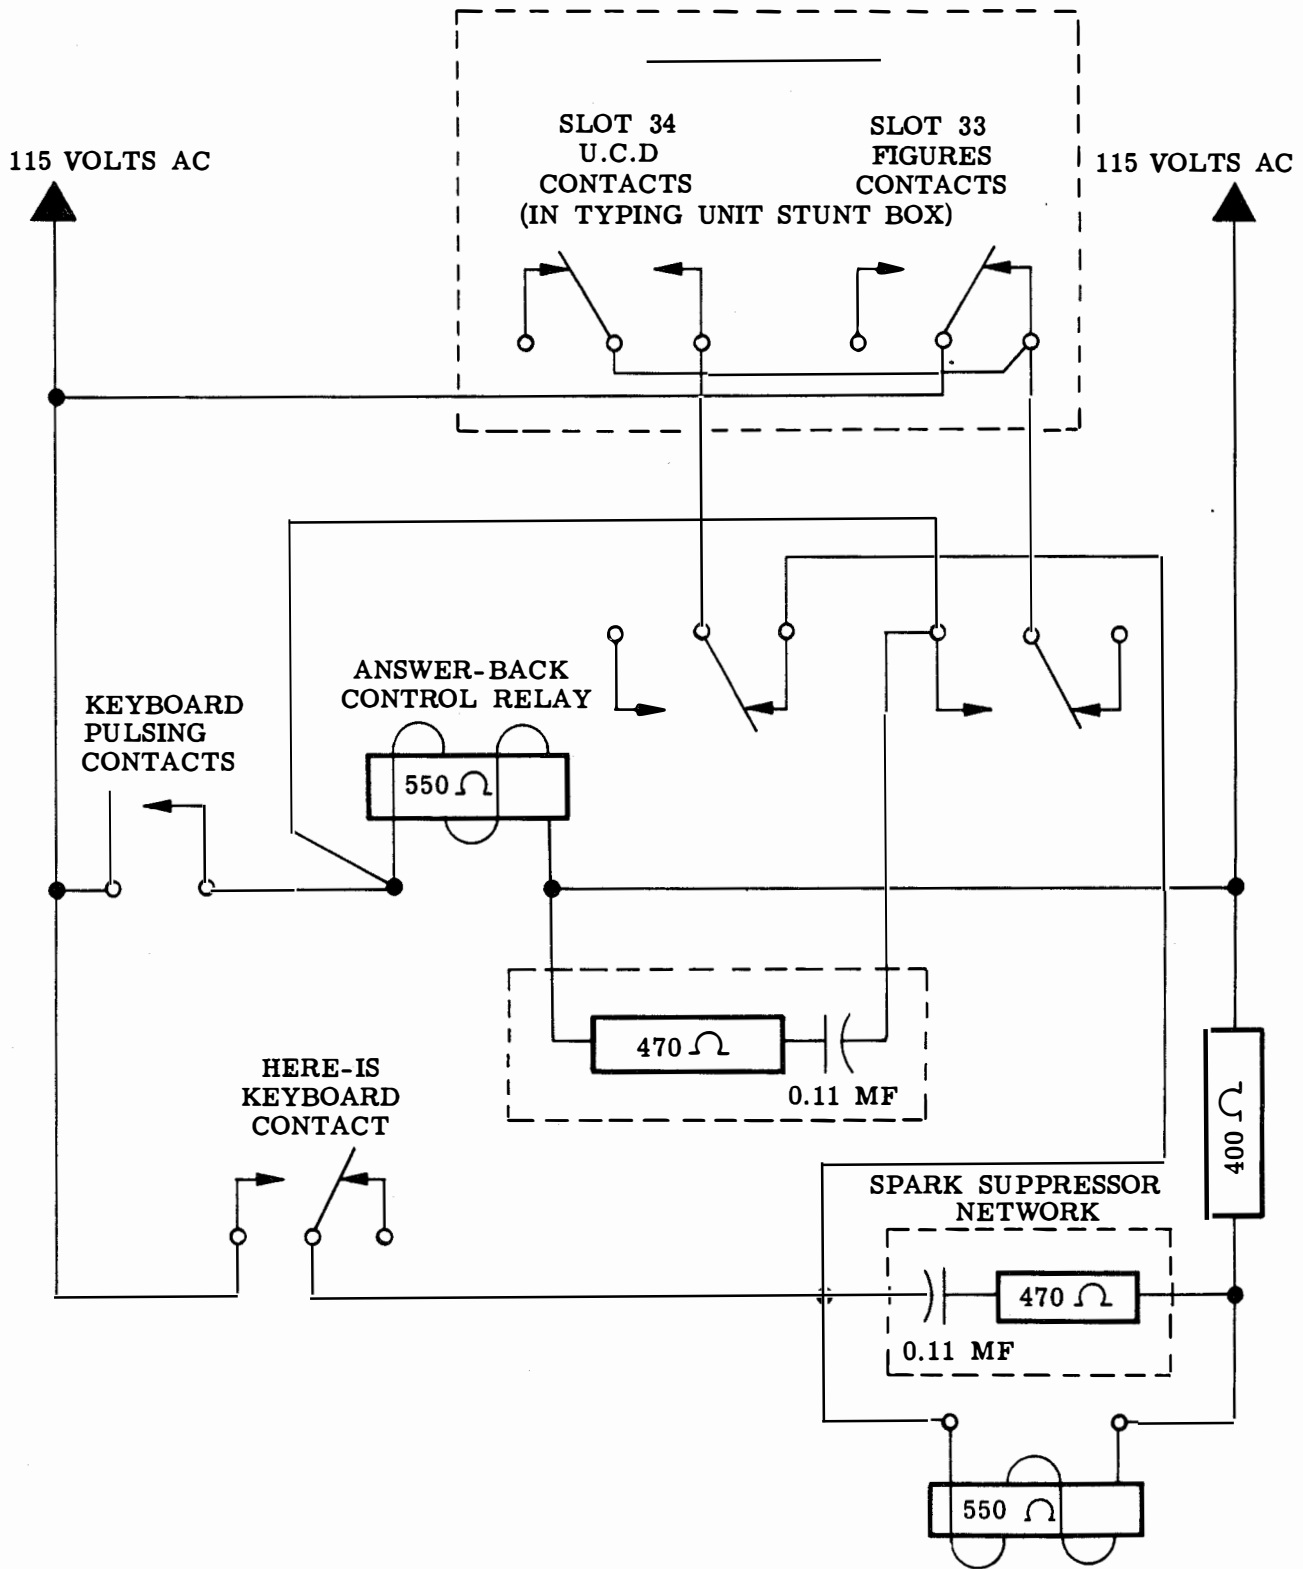 SLOT 34
U.C.D
CONTACTS
SLOT 33
FIGURES
CONTACTS
(IN TYPING UNIT STUNT BOX)
115 VOLTS AC
115 VOLTS AC
ANSWER-BACK
CONTROL RELAY
550 Ω
KEYBOARD
PULSING
CONTACTS
470 Ω
0.11 MF
HERE-IS
KEYBOARD
CONTACT
400 Ω
SPARK SUPPRESSOR
NETWORK
470 Ω
0.11 MF
550 Ω